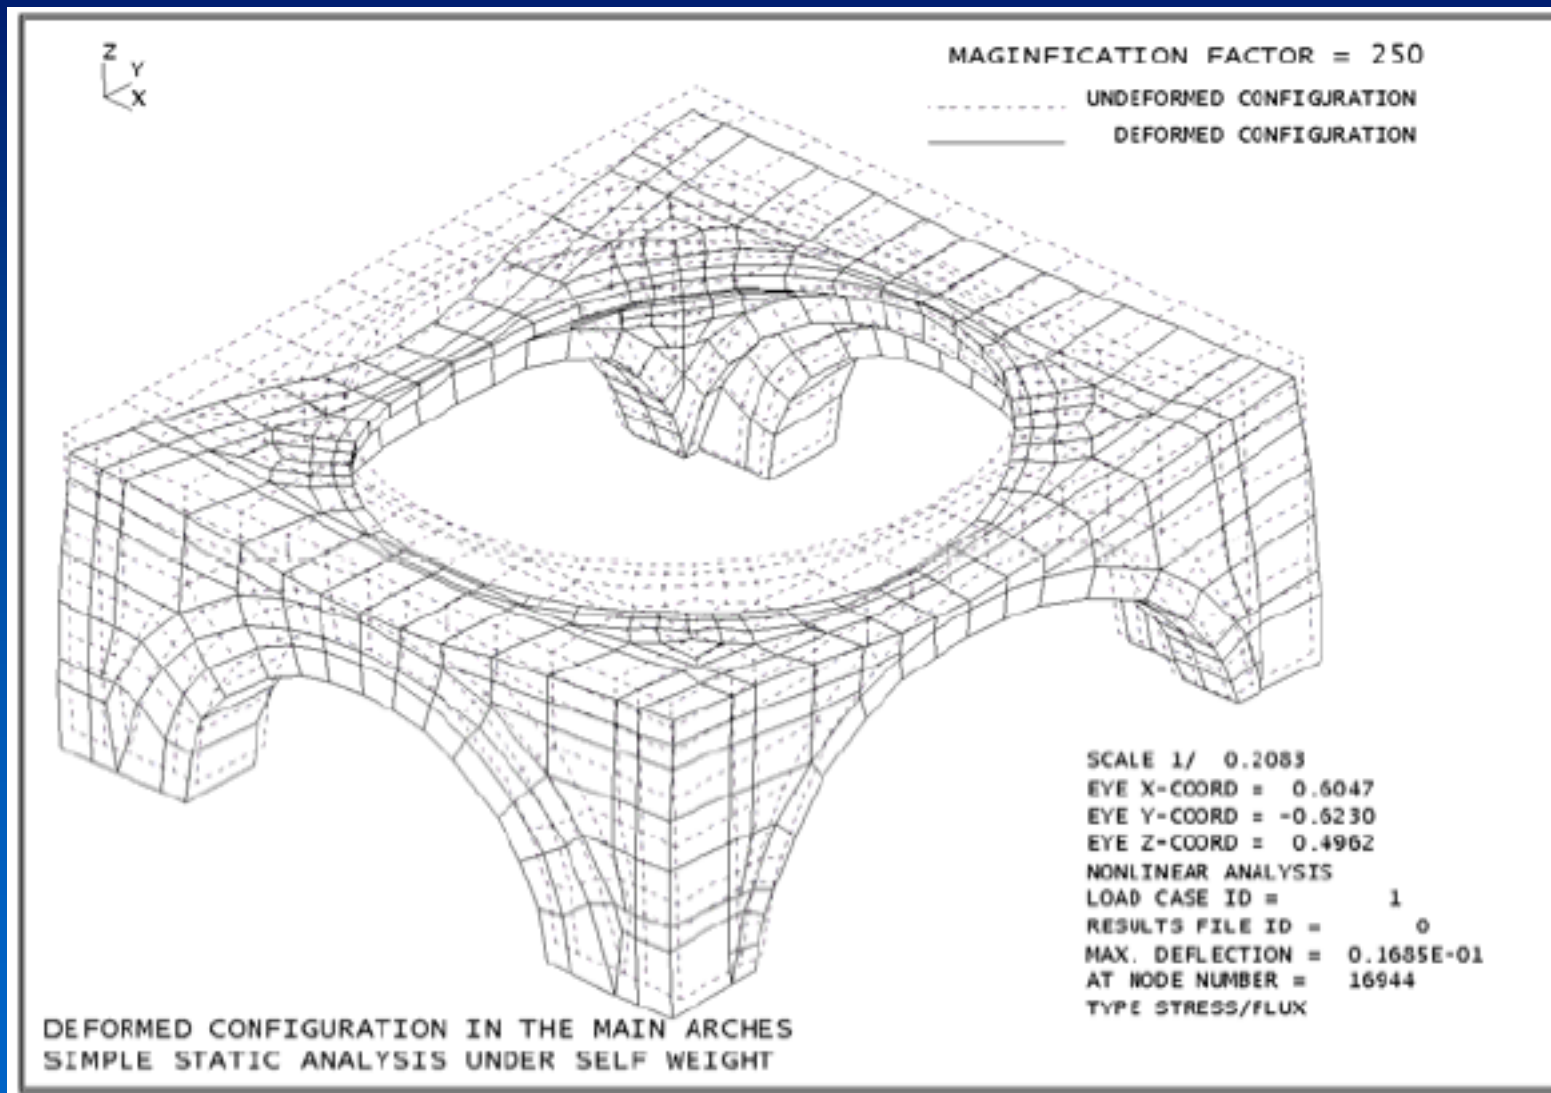 Z
Y
X
MAGINFICATION FACTOR = 250
UNDEFORMED CONFIGURATION
DEFORMED CONFIGURATION
SCALE 1/ 0.2083
EYE X-COORD = 0.6047
EYE Y-COORD = -0.6230
EYE Z-COORD = 0.4962
NONLINEAR ANALYSIS
LOAD CASE ID = 1
RESULTS FILE ID = 0
MAX. DEFLECTION = 0.1685E-01
AT NODE NUMBER = 16944
TYPE STRESS/FLUX
DEFORMED CONFIGURATION IN THE MAIN ARCHES
SIMPLE STATIC ANALYSIS UNDER SELF WEIGHT